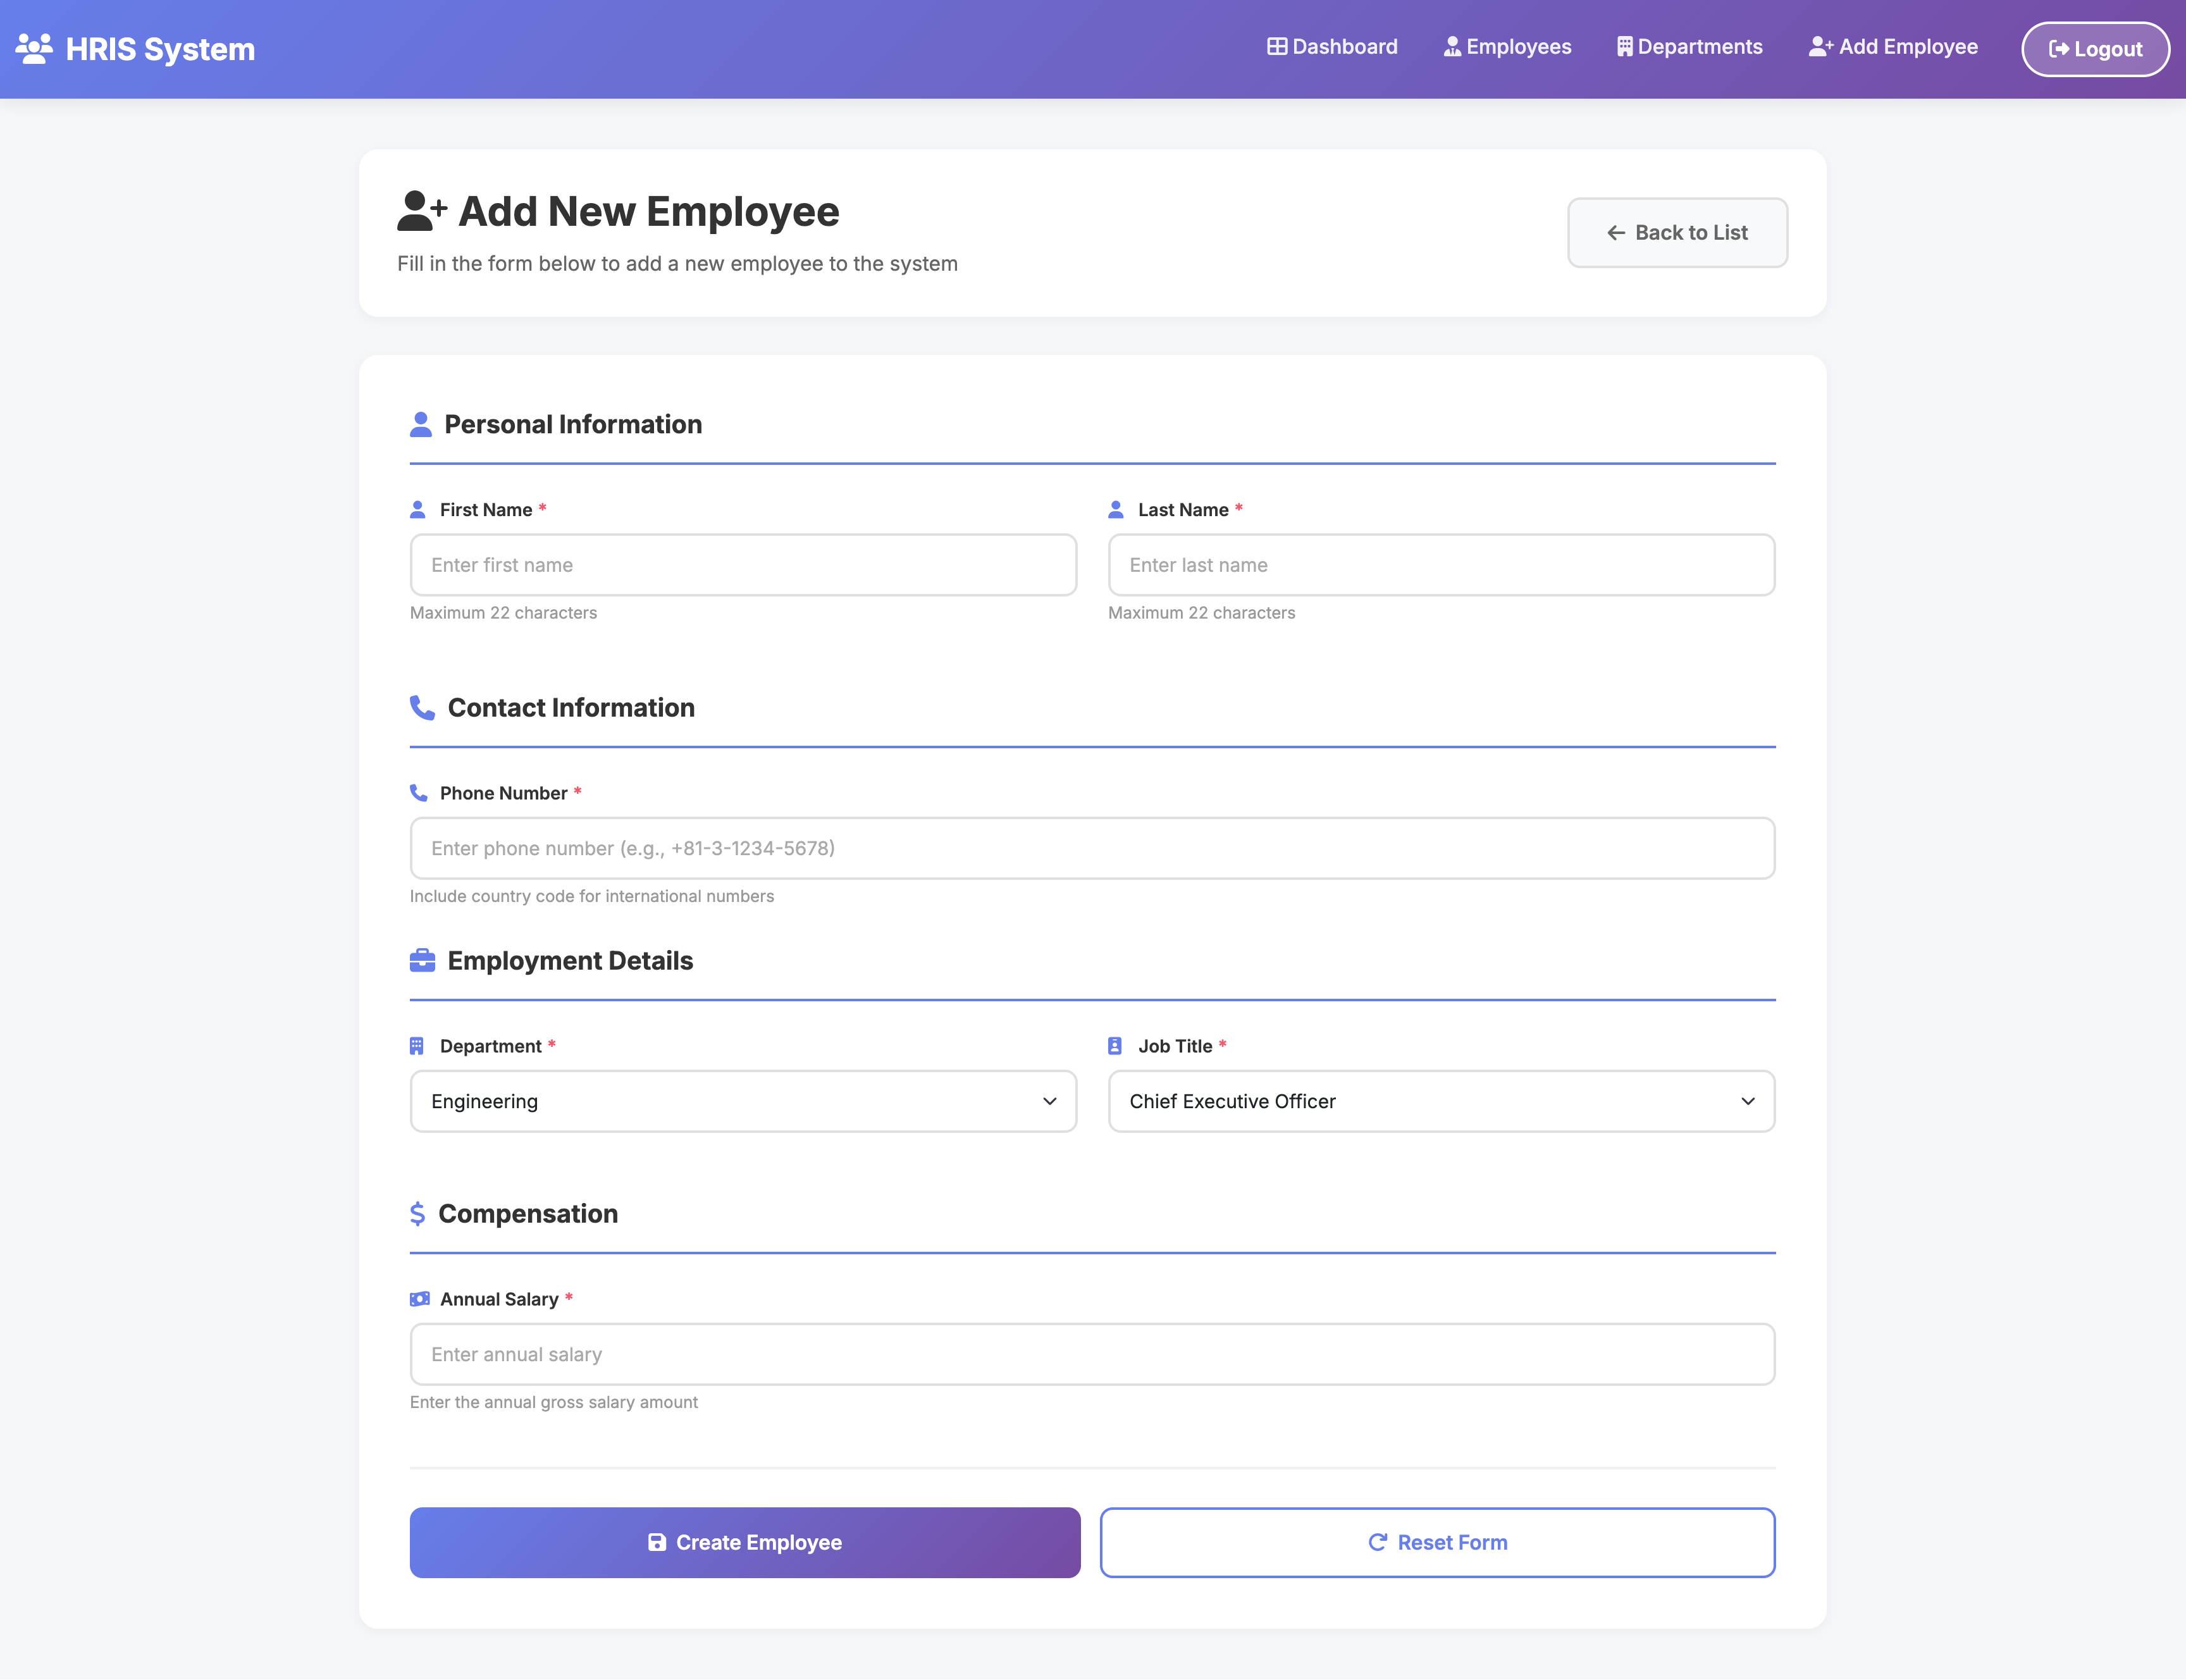 HRIS System
Dashboard
Employees
Departments
Add Employee
Logout
Add New Employee
Fill in the form below to add a new employee to the system
Back to List
Personal Information
First Name *
Last Name *
Enter first name
Enter last name
Maximum 22 characters
Maximum 22 characters
Contact Information
Phone Number *
Enter phone number (e.g., +81-3-1234-5678)
Include country code for international numbers
Employment Details
Department *
Job Title *
Engineering
Chief Executive Officer
Compensation
Annual Salary *
Enter annual salary
Enter the annual gross salary amount
Create Employee
Reset Form